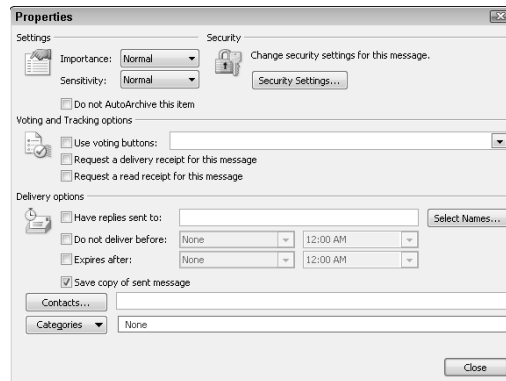 Properties
Settings
Security
Importance: Normal
Change security settings for this message.
Sensitivity: Normal
Security Settings...
Do not AutoArchive this item
Voting and Tracking options
Use voting buttons:
Request a delivery receipt for this message
Request a read receipt for this message
Delivery options
Have replies sent to:
Select Names...
Do not deliver before: None 12:00 AM
Expires after: None 12:00 AM
Save copy of sent message
Contacts...
Categories None
Close